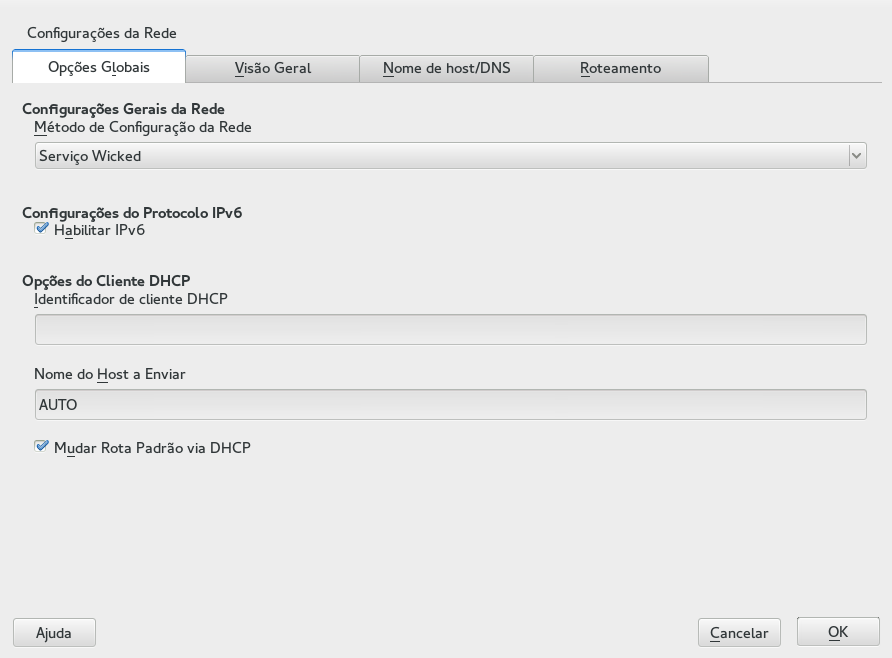 Configurações da Rede
Opções Globais
Visão Geral
Nome de host/DNS
Roteamento
Configurações Gerais da Rede
Método de Configuração da Rede
Serviço Wicked
Configurações do Protocolo IPv6
Habilitar IPv6
Opções do Cliente DHCP
Identificador de cliente DHCP
Nome do Host a Enviar
AUTO
Mudar Rota Padrão via DHCP
Ajuda
Cancelar
OK